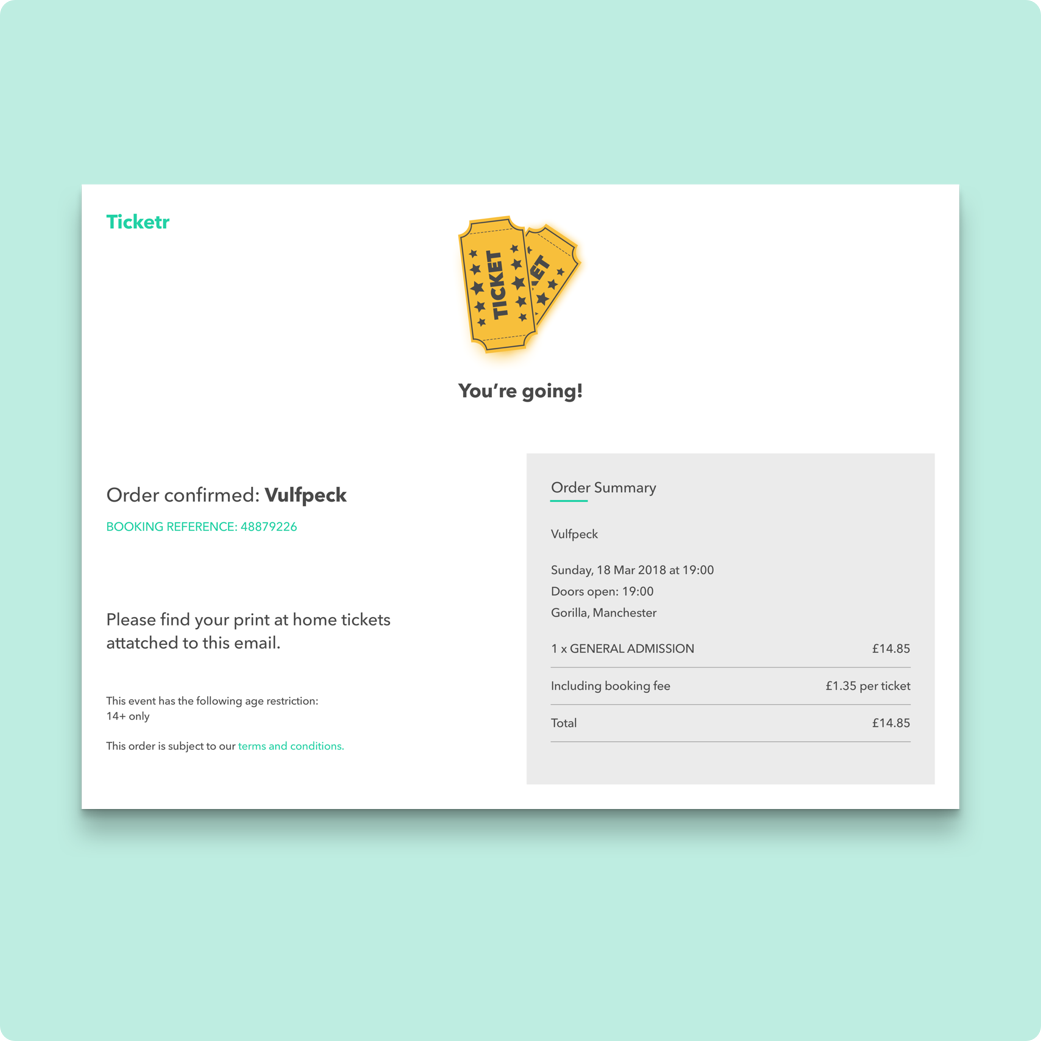 Ticketr
TICKET
KET
You’re going!
Order confirmed: Vulfpeck
BOOKING REFERENCE: 48879226
Please find your print at home tickets
attatched to this email.
This event has the following age restriction:
14+ only
This order is subject to our terms and conditions.
Order Summary
Vulfpeck
Sunday, 18 Mar 2018 at 19:00
Doors open: 19:00
Gorilla, Manchester
1 x GENERAL ADMISSION £14.85
Including booking fee £1.35 per ticket
Total £14.85